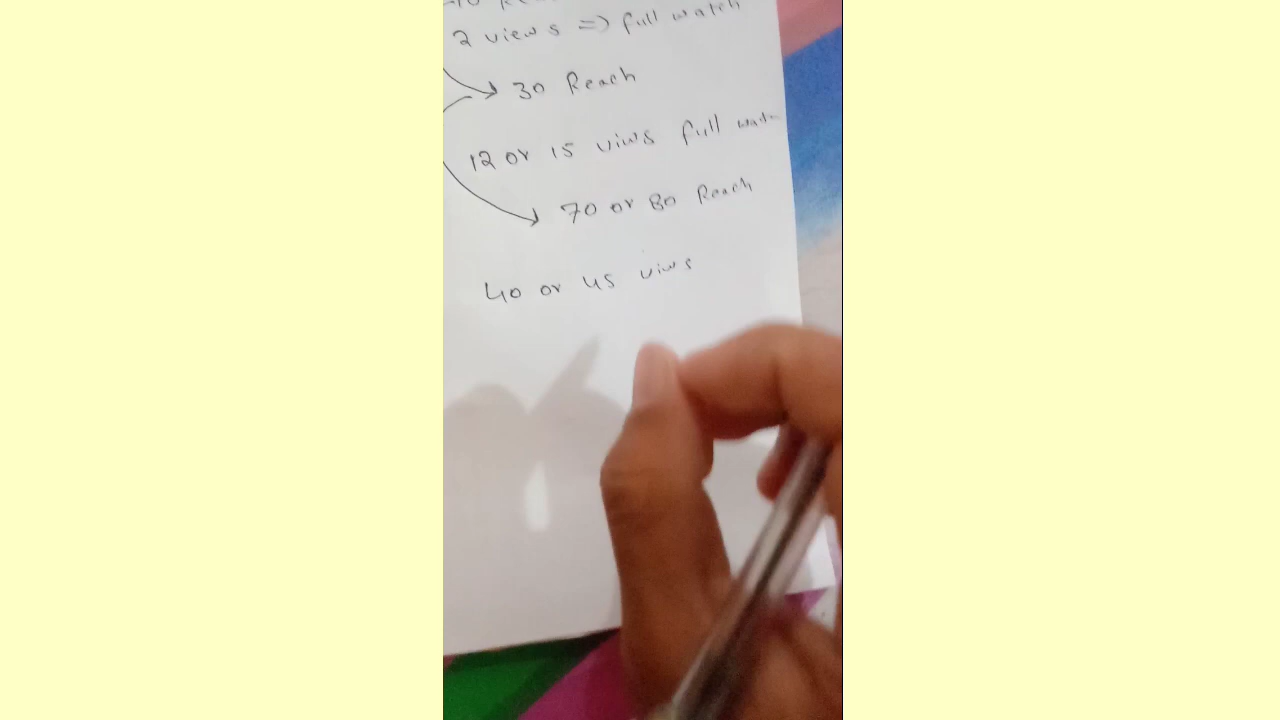 2 views => full watch
30 Reach
12 or 15 viws full
70 or 80 Reach
40 or 45 viws